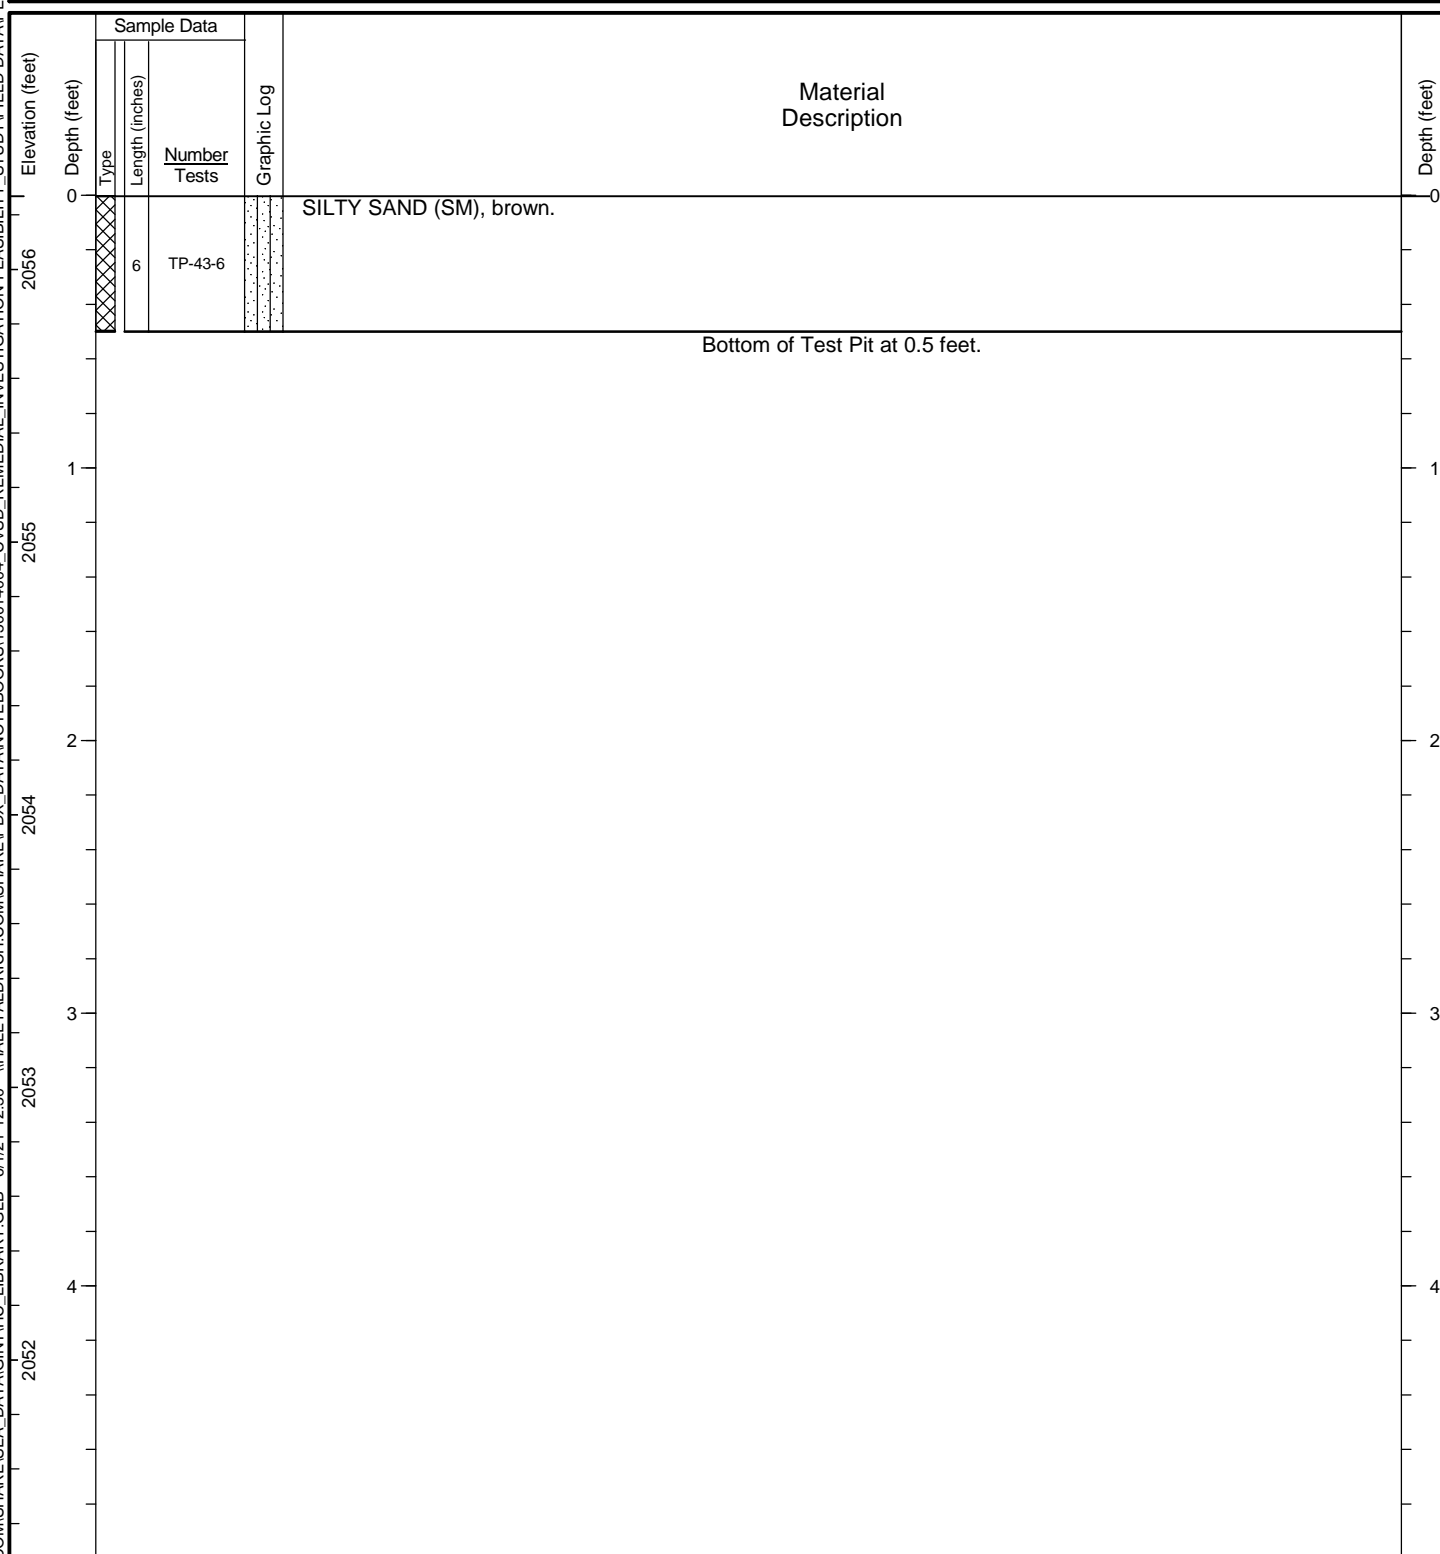 Sample Data
Elevation (feet)
Depth (feet)
Type
Length (inches)
Number
Tests
Graphic Log
Material
Description
Depth (feet)
0
SILTY SAND (SM), brown.
0
2056
6
TP-43-6
Bottom of Test Pit at 0.5 feet.
1
1
2055
2
2
2054
3
3
2053
4
4
2052